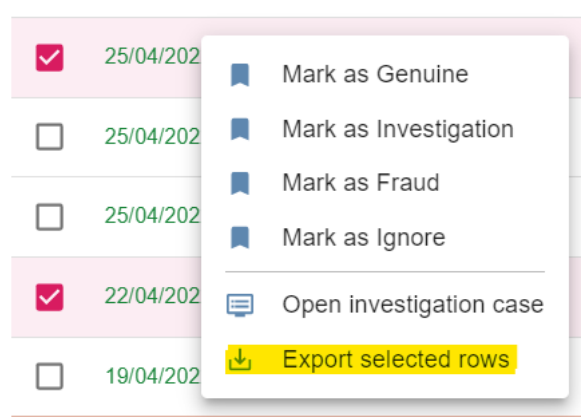 25/04/202
Mark as Genuine
25/04/202
Mark as Investigation
Mark as Fraud
25/04/202
Mark as Ignore
22/04/202
Open investigation case
Export selected rows
19/04/202